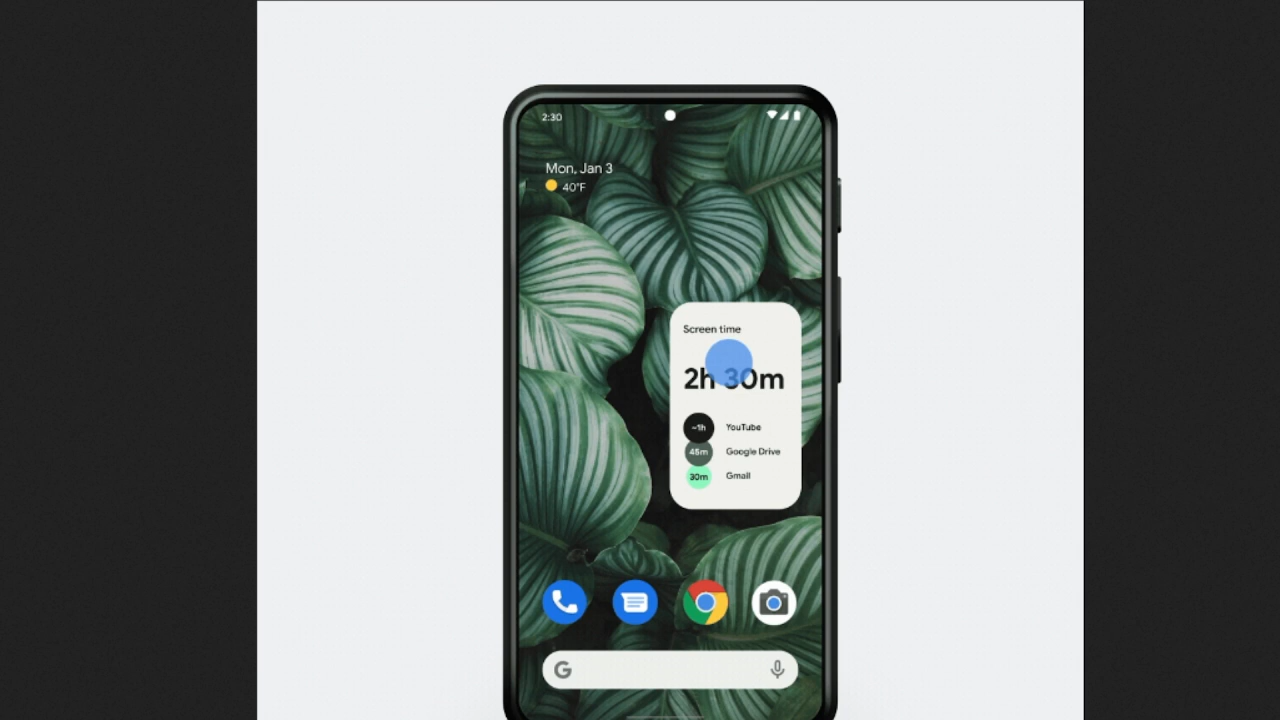 2:30
Mon, Jan 3
40°F
Screen time
2h 30m
~1h YouTube
45m Google Drive
30m Gmail
G